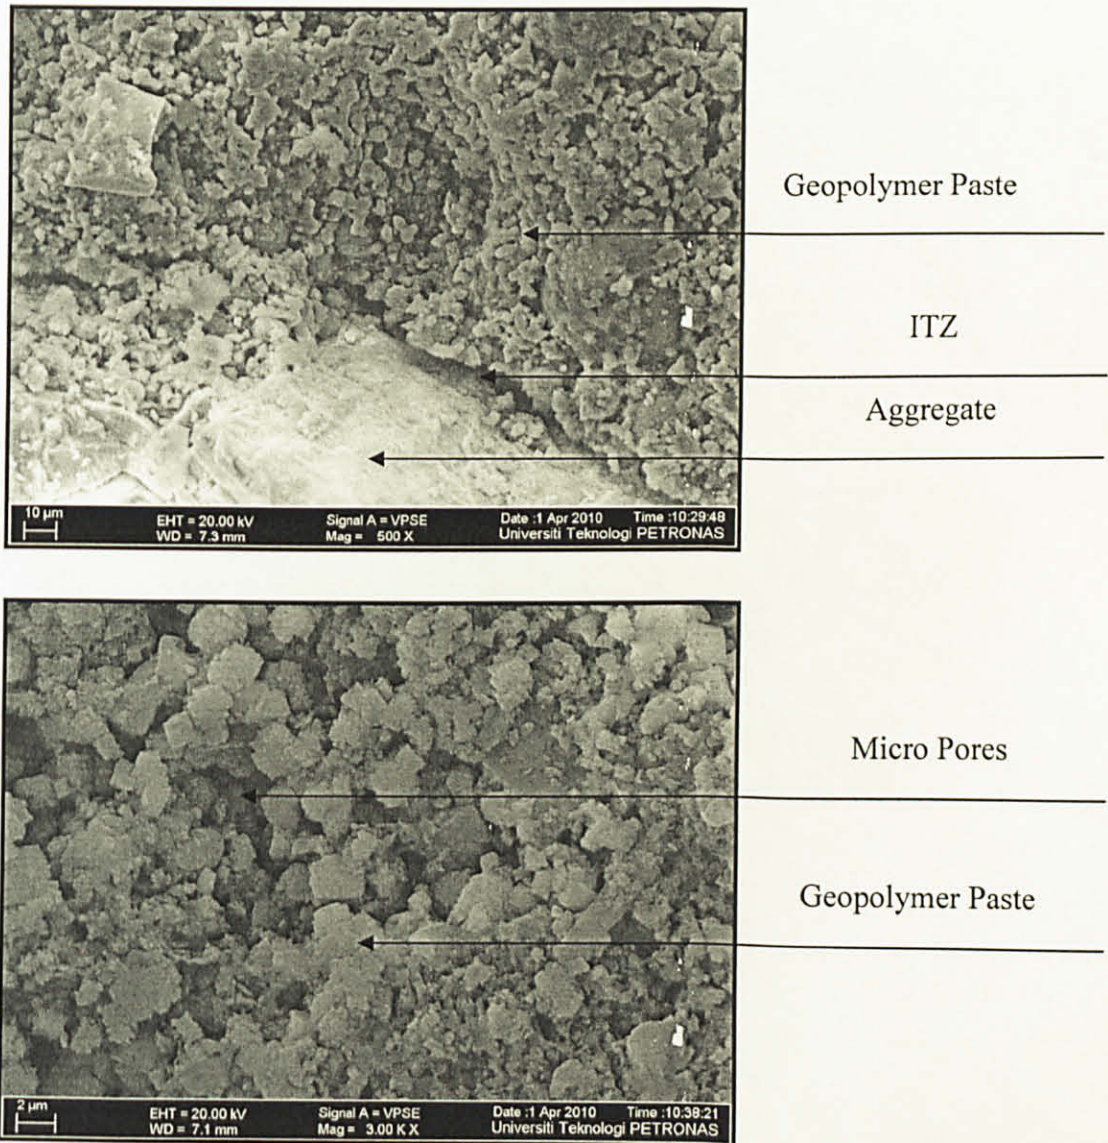 Geopolymer Paste
ITZ
Aggregate
10 µm
EHT = 20.00 kV
Signal A = VPSE
Date :1 Apr 2010
Time :10:29:48
WD = 7.3 mm
Mag = 500 X
Universiti Teknologi PETRONAS
Micro Pores
Geopolymer Paste
2 µm
EHT = 20.00 kV
Signal A = VPSE
Date :1 Apr 2010
Time :10:38:21
WD = 7.1 mm
Mag = 3.00 K X
Universiti Teknologi PETRONAS